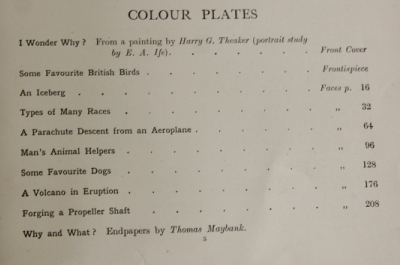 COLOUR PLATES
I Wonder Why? From a painting by Harry G. Theaker (portrait study
by E. A. Ife). . . . . . Front Cover
Some Favourite British Birds . . . . . . Frontispiece
An Iceberg . . . . . . . Faces p. 16
Types of Many Races . . . . . . „ 32
A Parachute Descent from an Aeroplane . . . . „ 64
Man's Animal Helpers . . . . . . „ 96
Some Favourite Dogs . . . . . . „ 128
A Volcano in Eruption . . . . . . „ 176
Forging a Propeller Shaft . . . . . . „ 208
Why and What? Endpapers by Thomas Maybank.
5